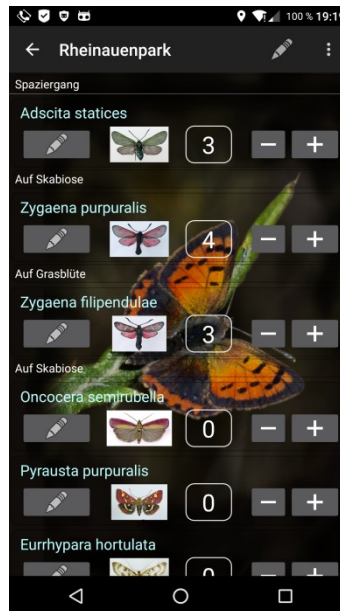 100 % 19:19
Rheinauenpark
Spaziergang
Adscita statices
3
Auf Skabiose
Zygaena purpuralis
4
Auf Grasblüte
Zygaena filipendulae
3
Auf Skabiose
Oncocera semirubella
0
Pyrausta purpuralis
0
Eurrhypara hortulata